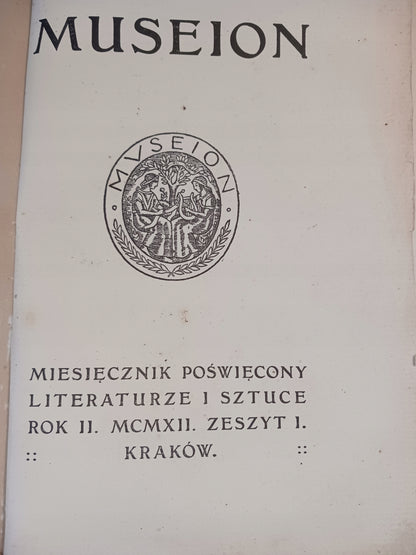 MUSEION
· MVSEION ·
MIESIĘCZNIK POŚWIĘCONY
LITERATURZE I SZTUCE
ROK II. MCMXII. ZESZYT I.
:: KRAKÓW. ::